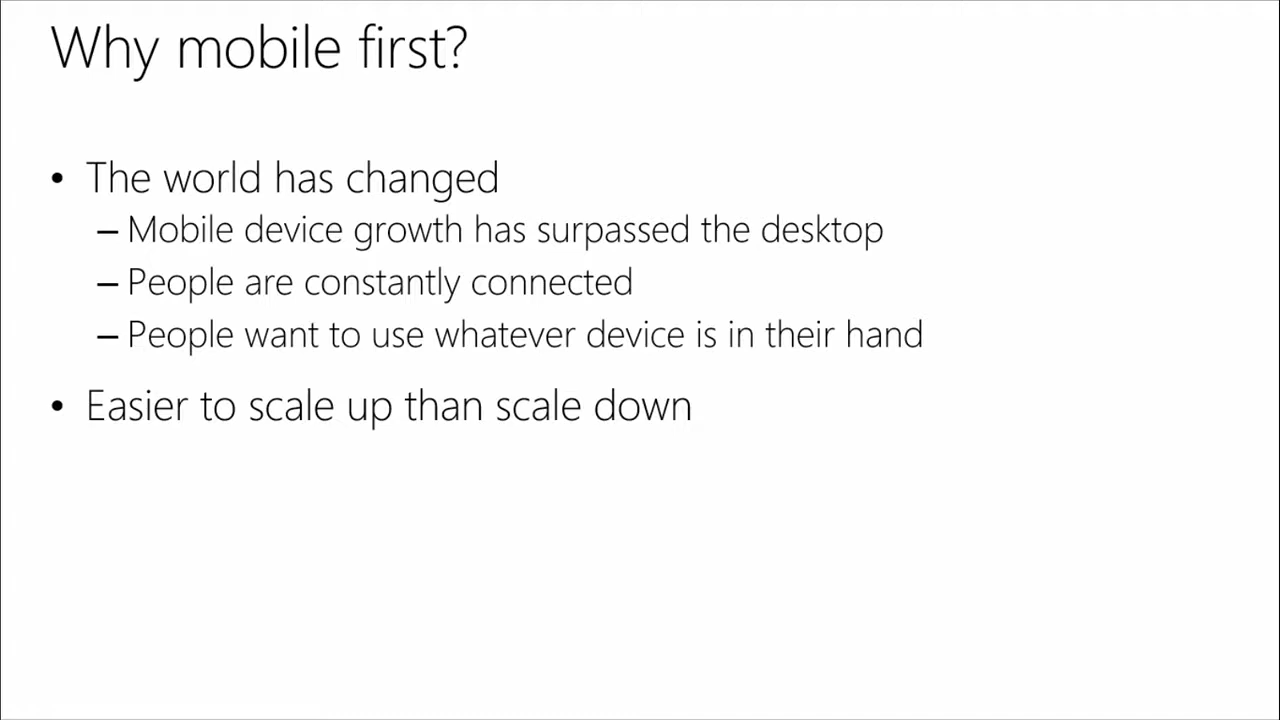 Why mobile first?
• The world has changed
– Mobile device growth has surpassed the desktop
– People are constantly connected
– People want to use whatever device is in their hand
• Easier to scale up than scale down